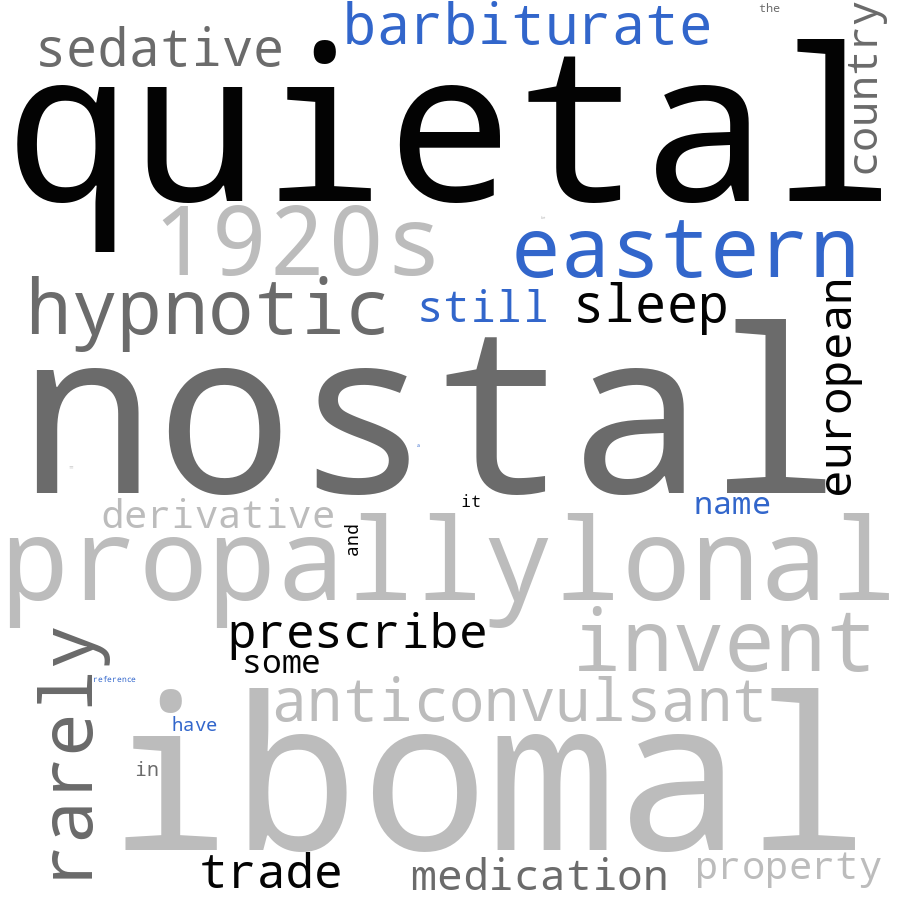 the
barbiturate
sedative
country
quietal
1920s
eastern
hypnotic
still
sleep
european
nostal
derivative
it
name
and
propallylonal
prescribe
invent
some
rarely
reference
anticonvulsant
have
ibomal
in
trade
medication
property